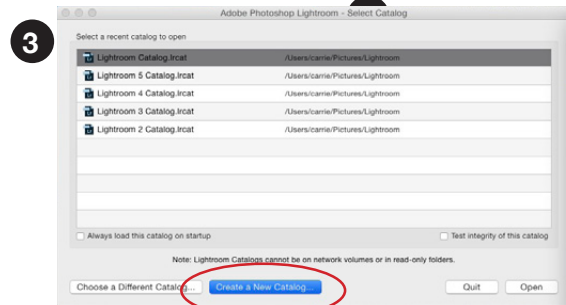 Adobe Photoshop Lightroom - Select Catalog
3
Select a recent catalog to open
Lightroom Catalog.lrcat /Users/carrie/Pictures/Lightroom
Lightroom 5 Catalog.lrcat /Users/carrie/Pictures/Lightroom
Lightroom 4 Catalog.lrcat /Users/carrie/Pictures/Lightroom
Lightroom 3 Catalog.lrcat /Users/carrie/Pictures/Lightroom
Lightroom 2 Catalog.lrcat /Users/carrie/Pictures/Lightroom
Always load this catalog on startup Test integrity of this catalog
Note: Lightroom Catalogs cannot be on network volumes or in read-only folders.
Choose a Different Catalog... Create a New Catalog... Quit Open